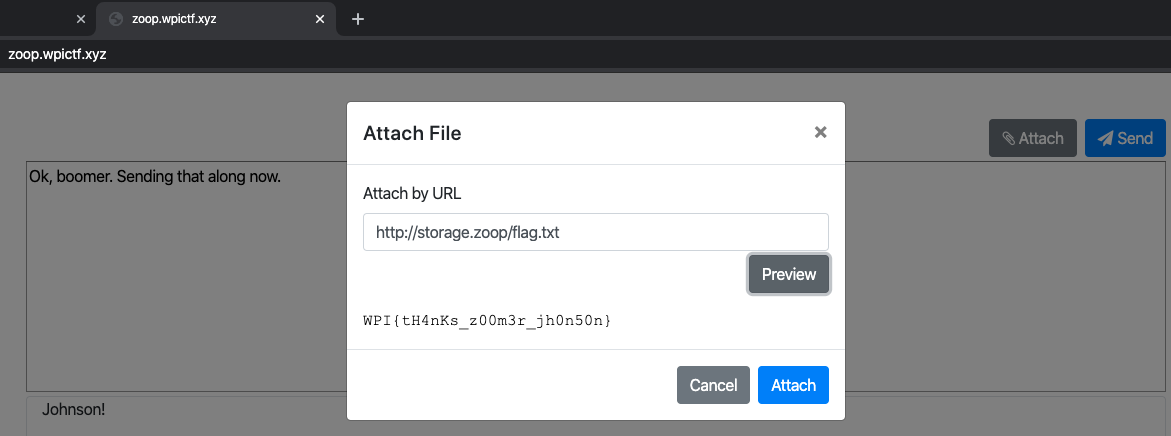 zoop.wpictf.xyz
zoop.wpictf.xyz
Attach File
Attach Send
Ok, boomer. Sending that along now.
Attach by URL
http://storage.zoop/flag.txt
Preview
WPI{tH4nKs_z00m3r_jh0n50n}
Cancel Attach
Johnson!